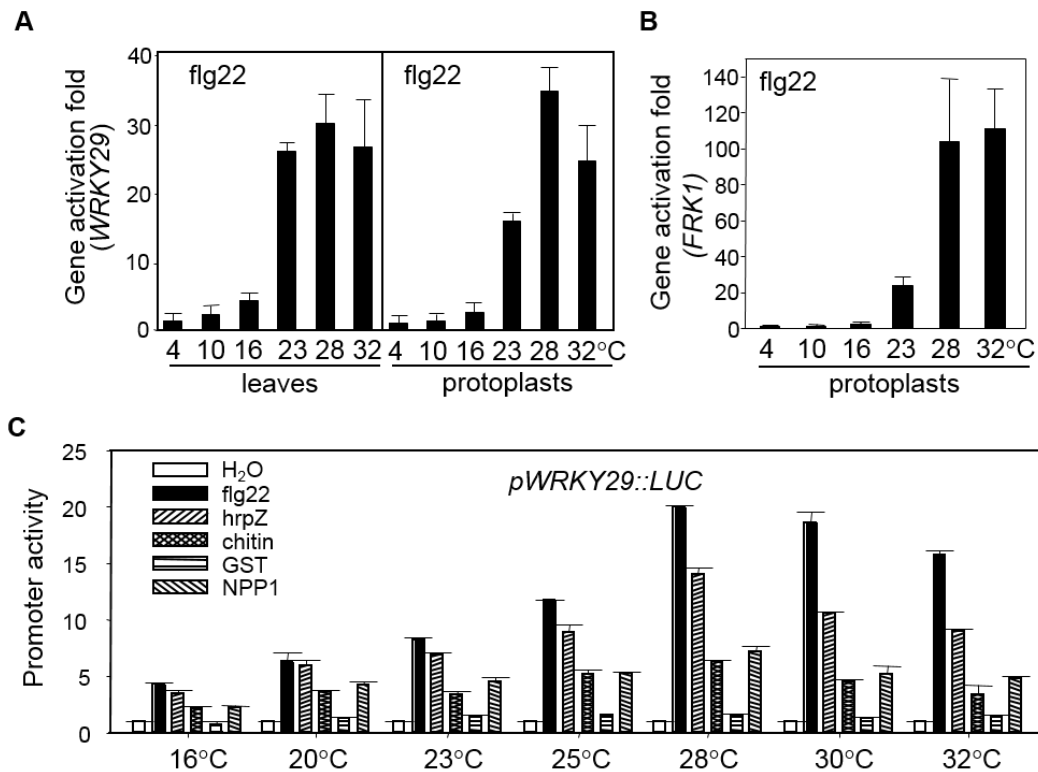 A
Gene activation fold
(WRKY29)
40
30
20
10
0
flg22
flg22
4 10 16 23 28 32 4 10 16 23 28 32°C
leaves protoplasts
B
Gene activation fold
(FRK1)
140
120
100
80
60
40
20
0
flg22
4 10 16 23 28 32°C
protoplasts
C
Promoter activity
25
20
15
10
5
0
H₂O
flg22
hrpZ
chitin
GST
NPP1
pWRKY29::LUC
16°C 20°C 23°C 25°C 28°C 30°C 32°C